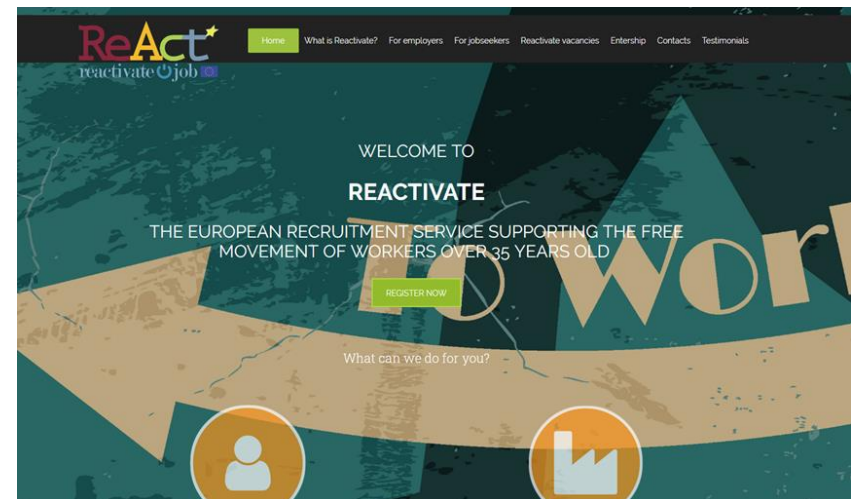 ReAct
reactivate job
Home What is Reactivate? For employers For jobseekers Reactivate vacancies Entership Contacts Testimonials
WELCOME TO
REACTIVATE
THE EUROPEAN RECRUITMENT SERVICE SUPPORTING THE FREE
MOVEMENT OF WORKERS OVER 35 YEARS OLD
To Wor
REGISTER NOW
What can we do for you?